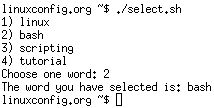 linuxconfig.org ~$ ./select.sh
1) linux
2) bash
3) scripting
4) tutorial
Choose one word: 2
The word you have selected is: bash
linuxconfig.org ~$